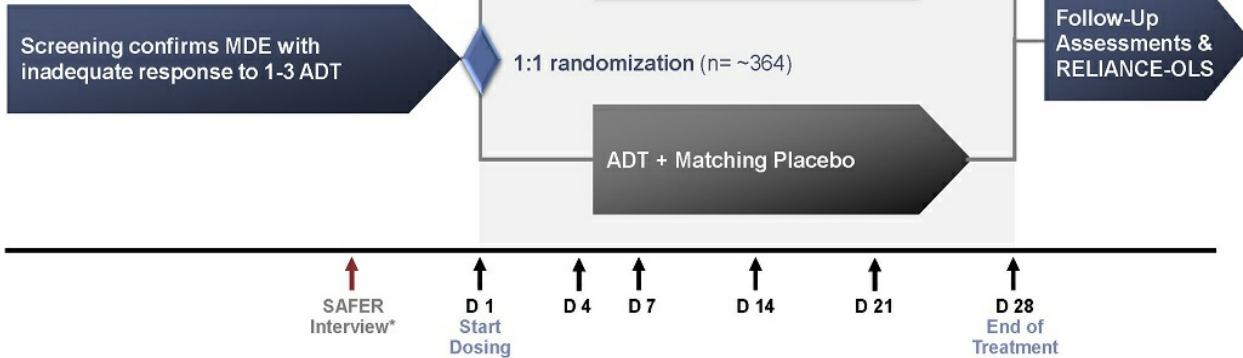 Screening confirms MDE with
inadequate response to 1-3 ADT
1:1 randomization (n= ~364)
Follow-Up
Assessments &
RELIANCE-OLS
ADT + Matching Placebo
SAFER
Interview*
D 1
Start
Dosing
D 4
D 7
D 14
D 21
D 28
End of
Treatment